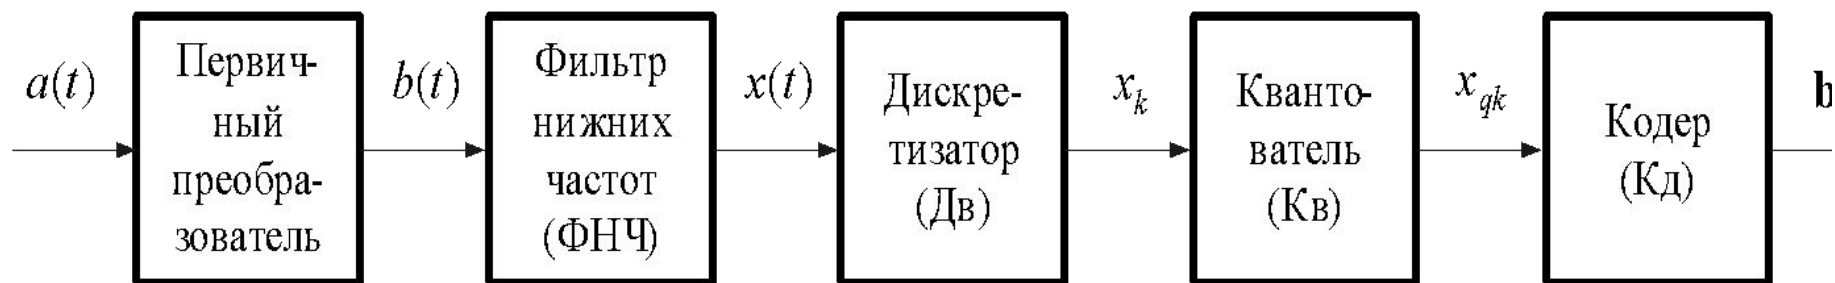 a(t)
Первич-
ный
преобра-
зователь
b(t)
Фильтр
нижних
частот
(ФНЧ)
x(t)
Дискре-
тизатор
(Дв)
x_k
Кванто-
ватель
(Кв)
x_qk
Кодер
(Кд)
b